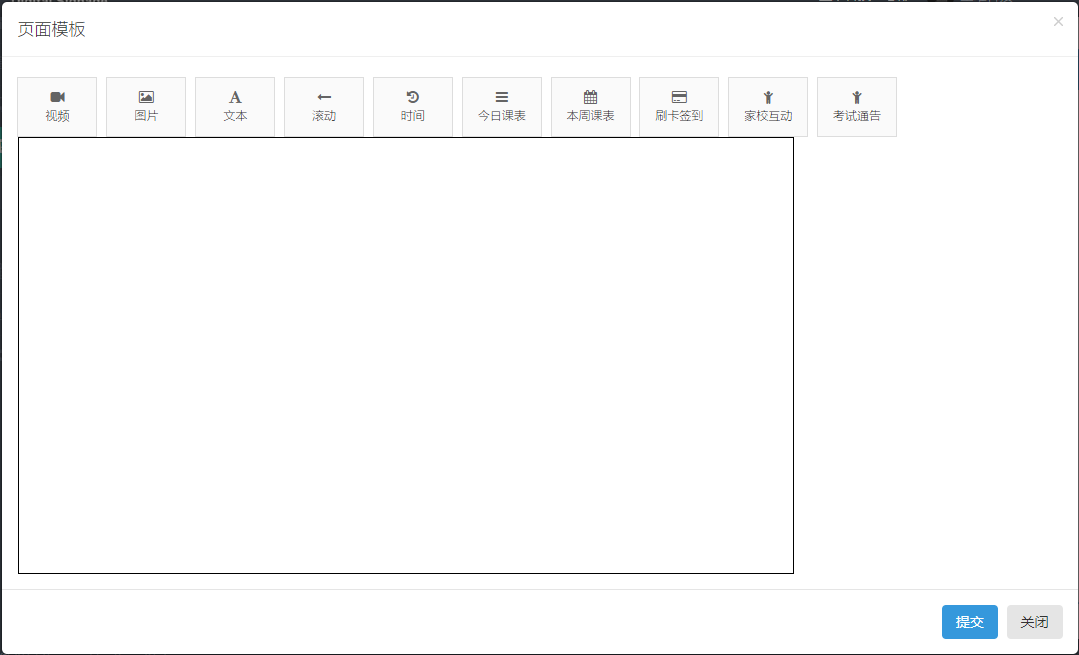 页面模板
×
视频
图片
文本
滚动
时间
今日课表
本周课表
刷卡签到
家校互动
考试通告
提交
关闭